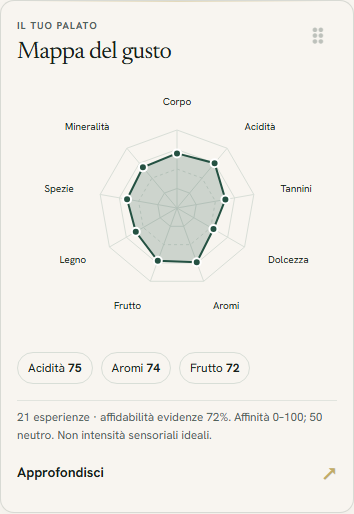 IL TUO PALATO
Mappa del gusto
Corpo
Mineralità
Acidità
Spezie
Tannini
Legno
Dolcezza
Frutto
Aromi
Acidità 75
Aromi 74
Frutto 72
21 esperienze · affidabilità evidenze 72%. Affinità 0–100; 50
neutro. Non intensità sensoriali ideali.
Approfondisci